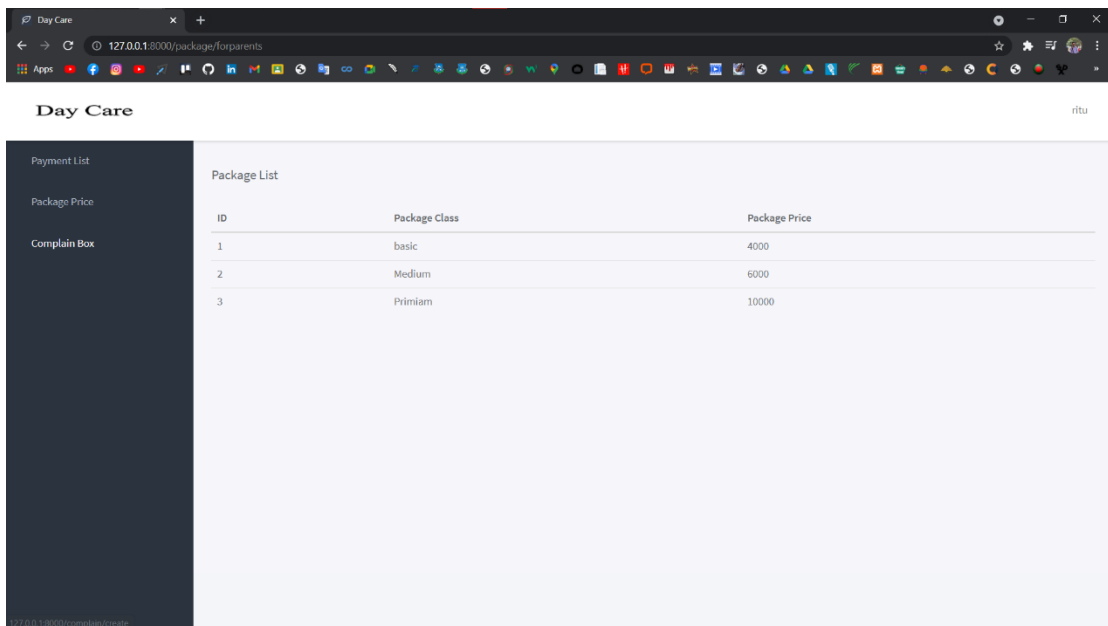 Day Care
127.0.0.1:8000/package/forparents
Apps
Day Care
ritu
Payment List
Package Price
Complain Box
Package List
ID Package Class Package Price
1 basic 4000
2 Medium 6000
3 Primiam 10000
127.0.0.1:8000/complain/create